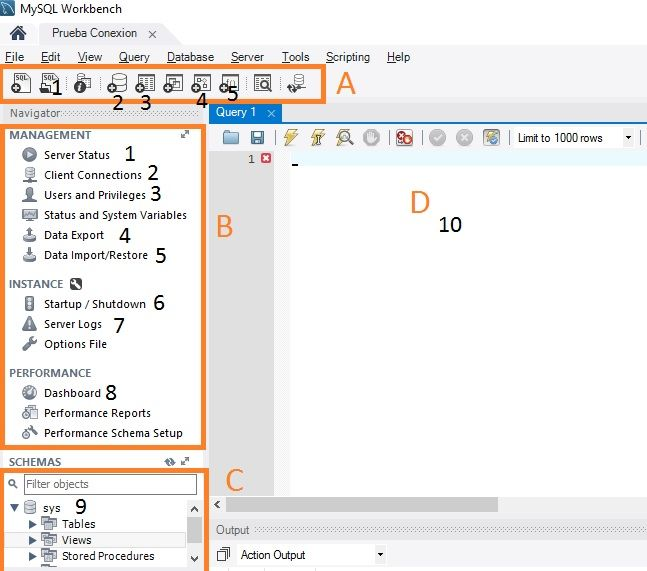 MySQL Workbench
Prueba Conexion
File Edit View Query Database Server Tools Scripting Help
SQL SQL 1 2 3 4 5 A
Navigator
Query 1
MANAGEMENT
Server Status 1
Client Connections 2
Users and Privileges 3
Status and System Variables
Data Export 4
Data Import/Restore 5
INSTANCE
Startup / Shutdown 6
Server Logs 7
Options File
PERFORMANCE
Dashboard 8
Performance Reports
Performance Schema Setup
SCHEMAS
Filter objects
sys 9
Tables
Views
Stored Procedures
Limit to 1000 rows
1
B
D
10
C
Output
Action Output